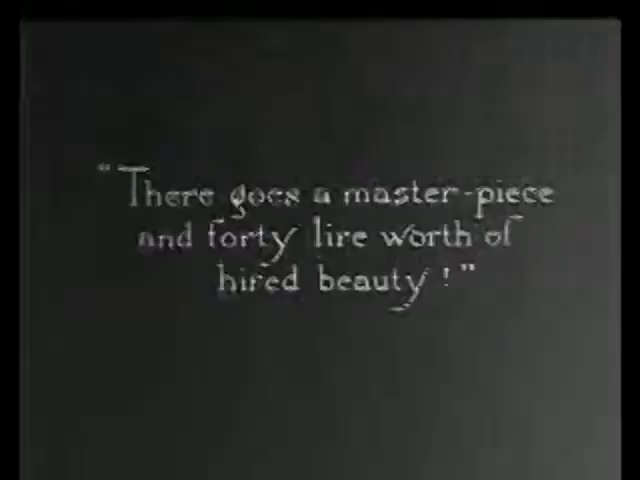 "There goes a master-piece
and forty lire worth of
hired beauty!"